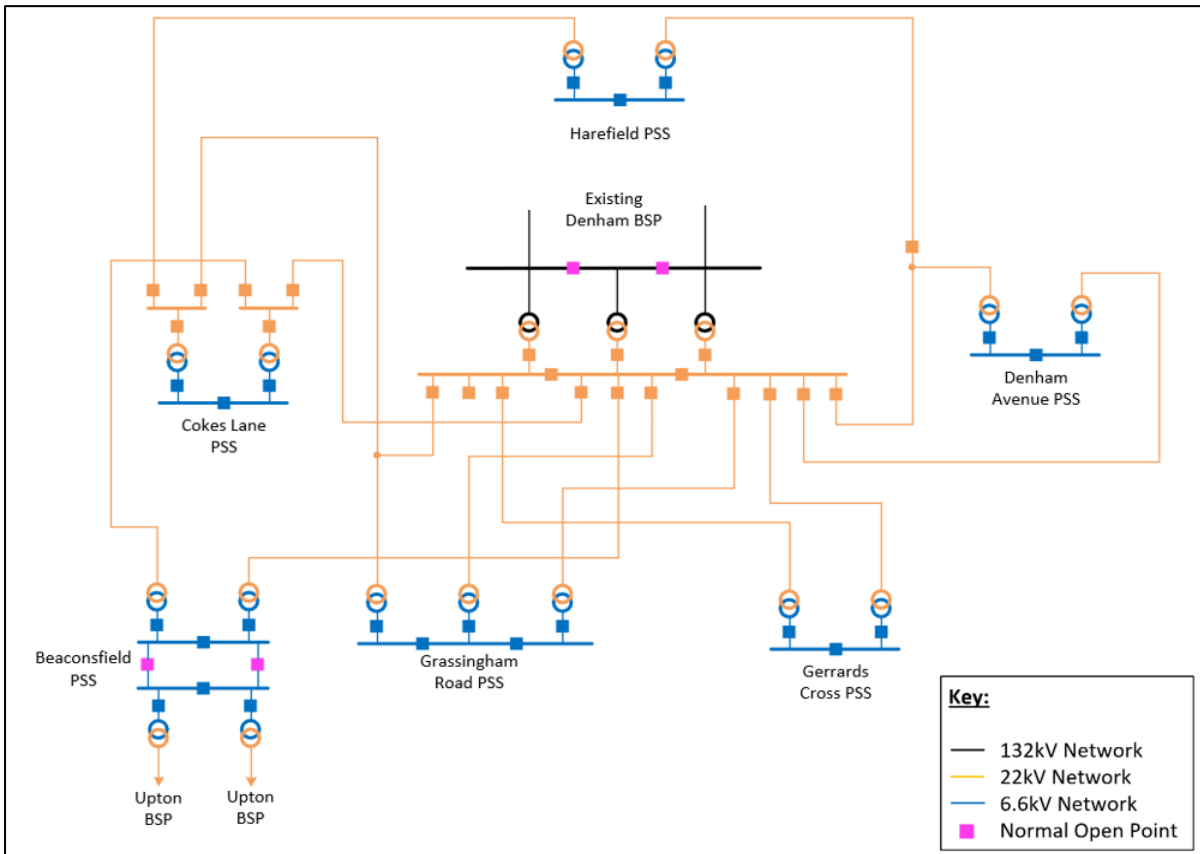 Harefield PSS
Existing
Denham BSP
Denham
Avenue PSS
Cokes Lane
PSS
Beaconsfield
PSS
Grassingham
Road PSS
Gerrards
Cross PSS
Upton
BSP
Upton
BSP
Key:
132kV Network
22kV Network
6.6kV Network
Normal Open Point